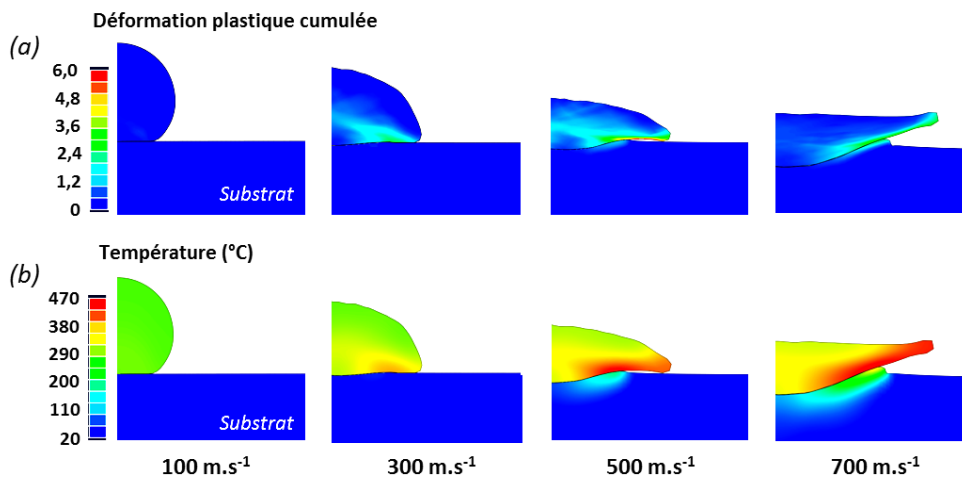 Déformation plastique cumulée
(a)
6,0
4,8
3,6
2,4
1,2
0
Substrat
Température (°C)
(b)
470
380
290
200
110
20
Substrat
100 m.s-1
300 m.s-1
500 m.s-1
700 m.s-1